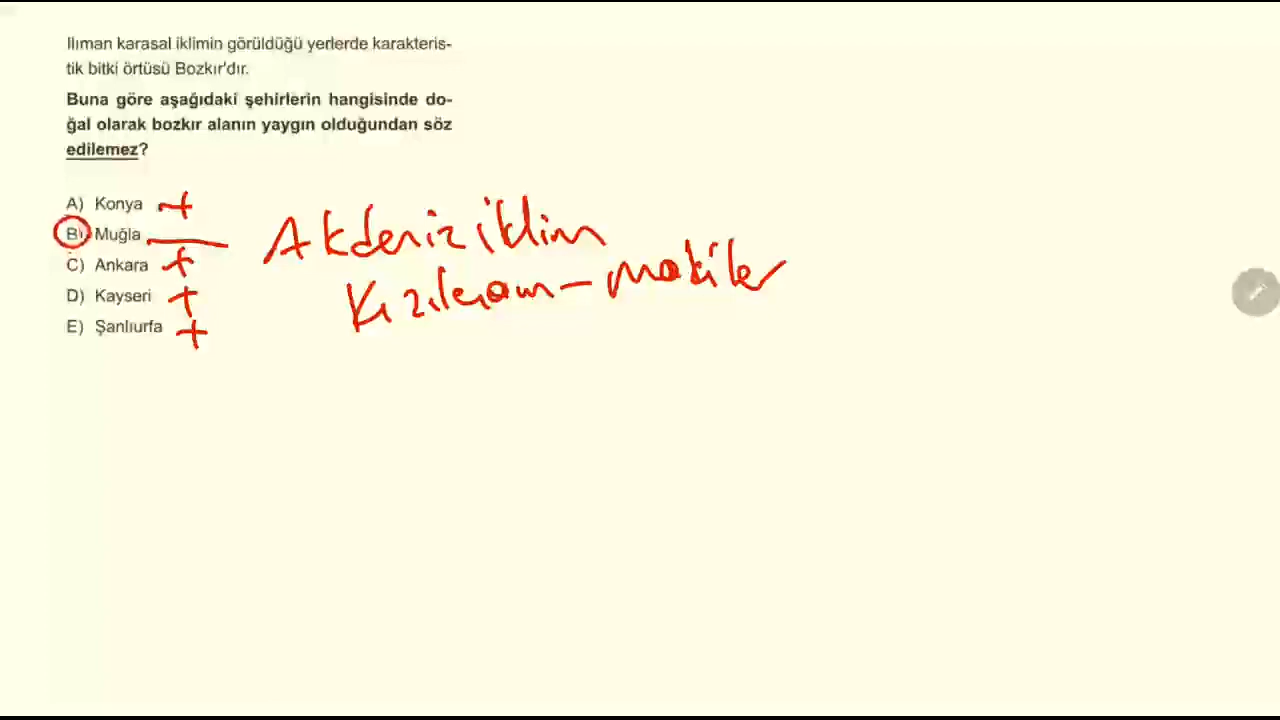 Ilıman karasal iklimin görüldüğü yerlerde karakteris-
tik bitki örtüsü Bozkır'dır.
Buna göre aşağıdaki şehirlerin hangisinde do-
ğal olarak bozkır alanın yaygın olduğundan söz
edilemez?
A) Konya +
B) Muğla — Akdeniz iklim
Kızılçam - makiler
C) Ankara +
D) Kayseri +
E) Şanlıurfa +